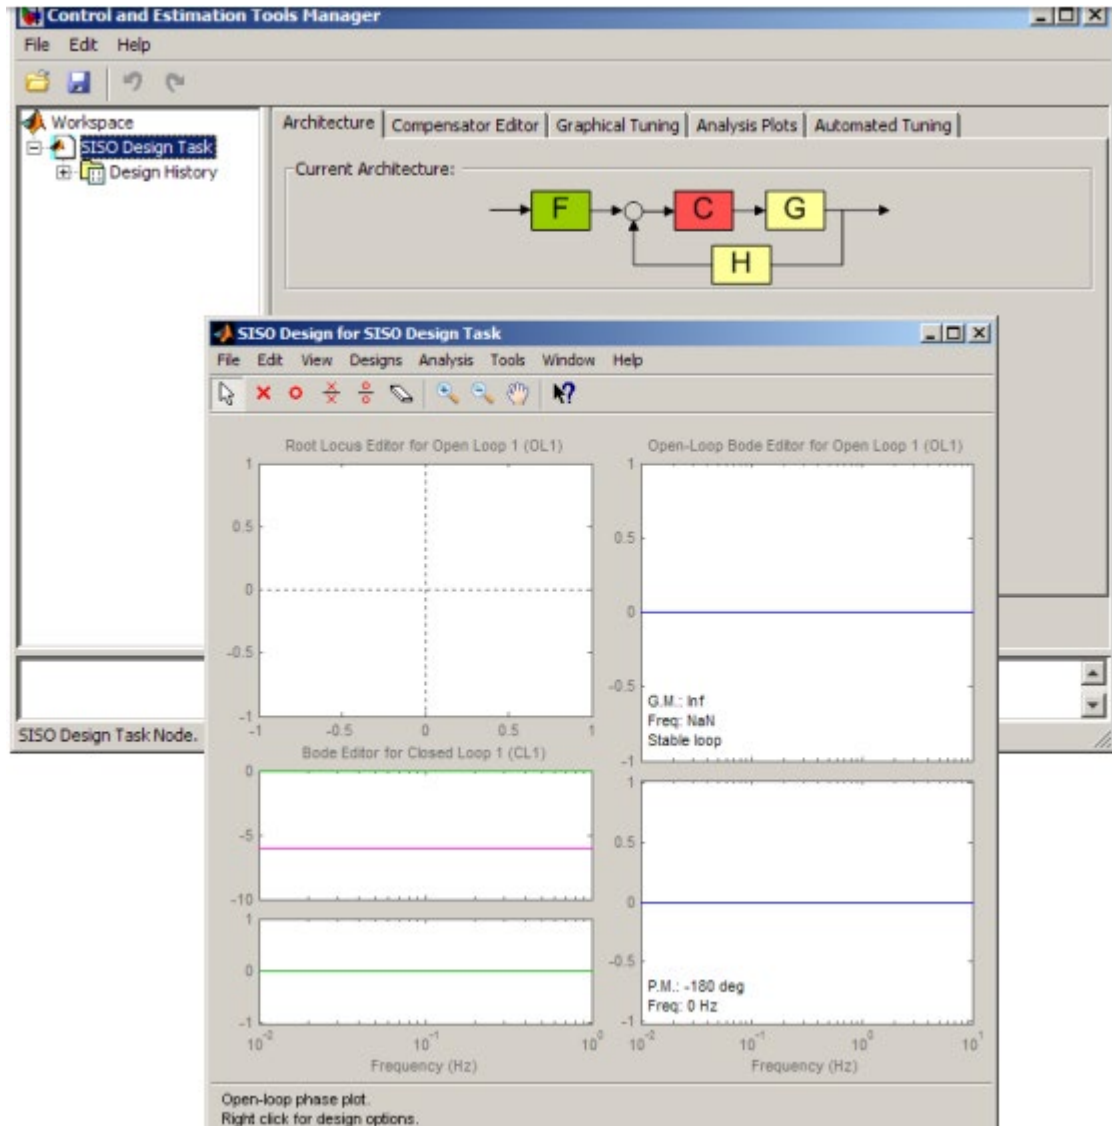 Control and Estimation Tools Manager
File Edit Help
Workspace
SISO Design Task
Design History
Architecture Compensator Editor Graphical Tuning Analysis Plots Automated Tuning
Current Architecture:
F C G
H
SISO Design Task Node.
SISO Design for SISO Design Task
File Edit View Designs Analysis Tools Window Help
Root Locus Editor for Open Loop 1 (OL1)
1
0.5
0
-0.5
-1
-1 -0.5 0 0.5 1
Bode Editor for Closed Loop 1 (CL1)
0
-5
-10
1
0
-1
10⁻² 10⁻¹ 10⁰
Frequency (Hz)
Open-Loop Bode Editor for Open Loop 1 (OL1)
1
0.5
0
-0.5
-1
G.M.: Inf
Freq: NaN
Stable loop
1
0.5
0
-0.5
-1
P.M.: -180 deg
Freq: 0 Hz
10⁻² 10⁻¹ 10⁰ 10¹
Frequency (Hz)
Open-loop phase plot.
Right click for design options.